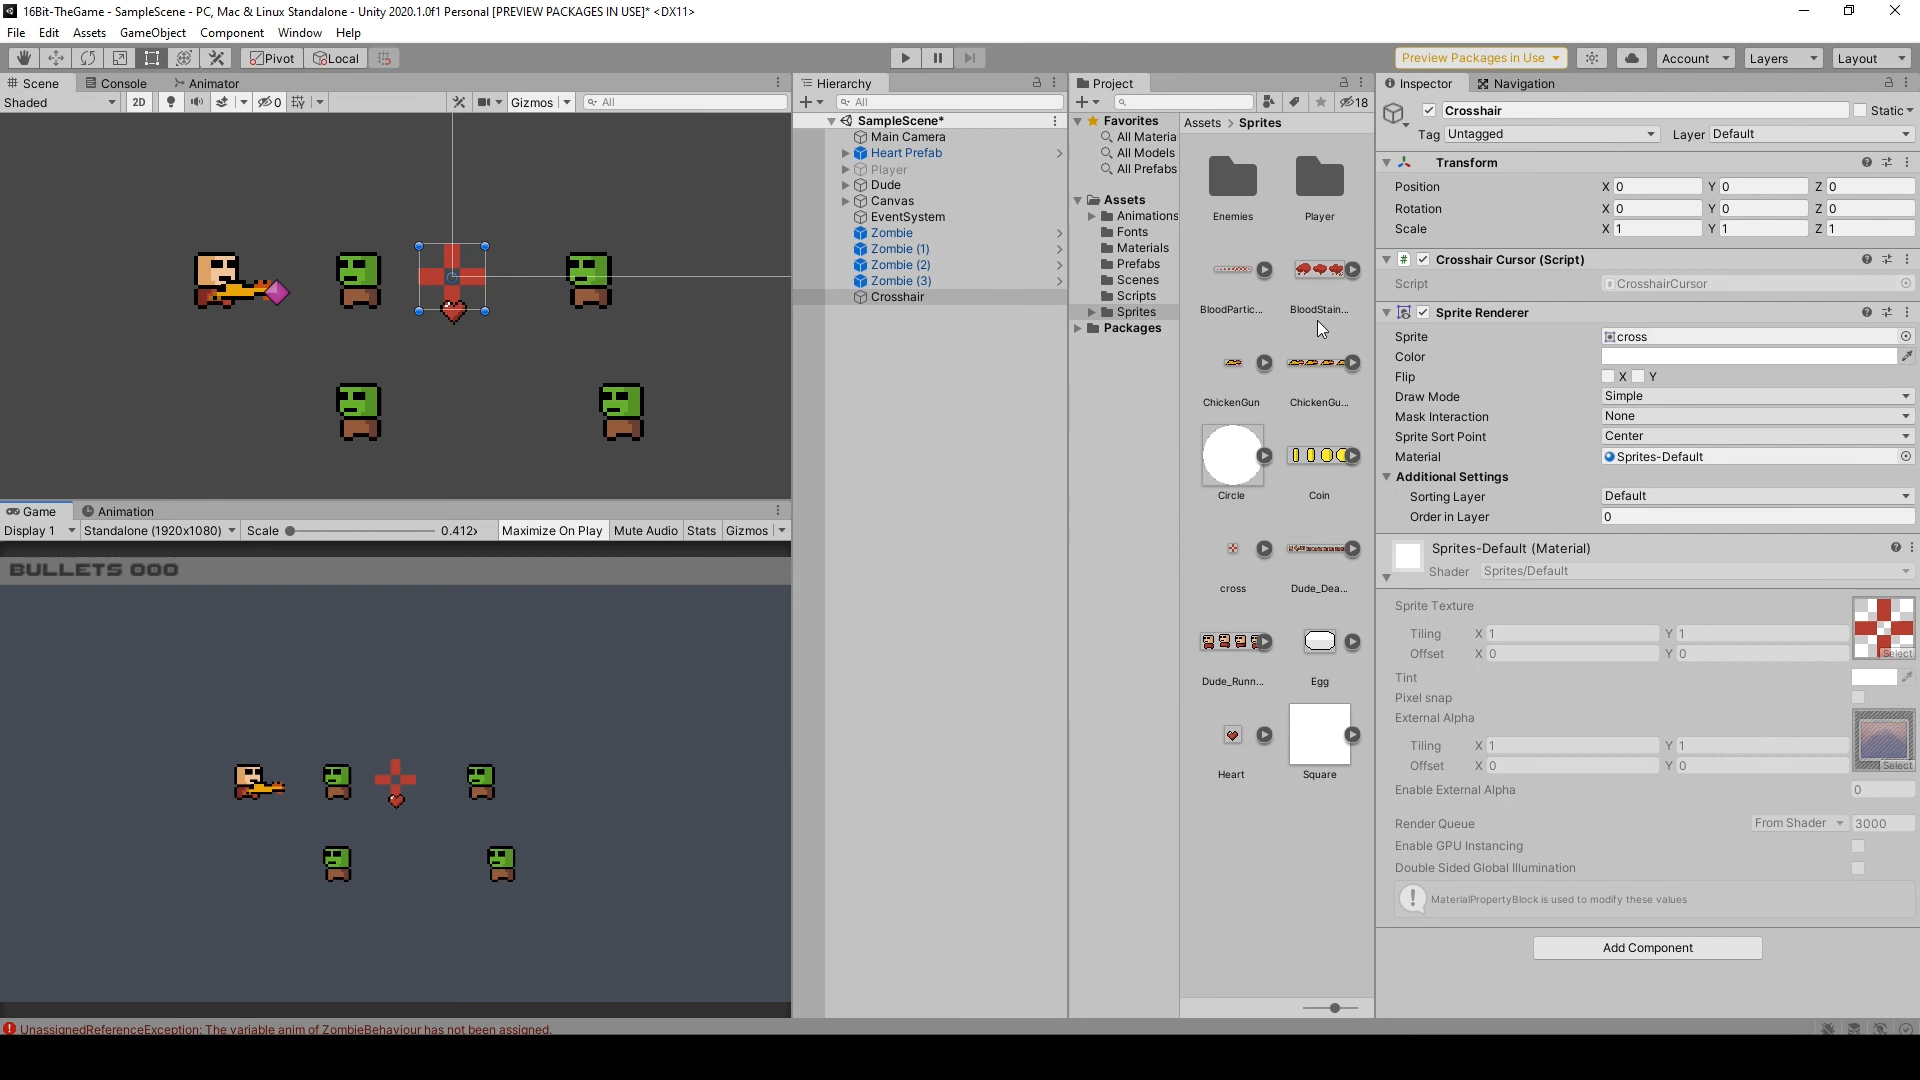 16Bit-TheGame - SampleScene - PC, Mac & Linux Standalone - Unity 2020.1.0f1 Personal [PREVIEW PACKAGES IN USE]* <DX11>
File Edit Assets GameObject Component Window Help
Pivot Local Preview Packages in Use Account Layers Layout
Scene Console Animator
Shaded 2D 0 Gizmos All
Hierarchy
All
SampleScene*
Main Camera
Heart Prefab
Player
Dude
Canvas
EventSystem
Zombie
Zombie (1)
Zombie (2)
Zombie (3)
Crosshair
Project
18
Favorites
All Materia
All Models
All Prefabs
Assets
Animations
Fonts
Materials
Prefabs
Scenes
Scripts
Sprites
Packages
Assets > Sprites
Enemies Player
BloodPartic... BloodStain...
ChickenGun ChickenGu...
Circle Coin
cross Dude_Dea...
Dude_Runn... Egg
Heart Square
Inspector Navigation
Crosshair Static
Tag Untagged Layer Default
Transform
Position X 0 Y 0 Z 0
Rotation X 0 Y 0 Z 0
Scale X 1 Y 1 Z 1
Crosshair Cursor (Script)
Script CrosshairCursor
Sprite Renderer
Sprite cross
Color
Flip X Y
Draw Mode Simple
Mask Interaction None
Sprite Sort Point Center
Material Sprites-Default
Additional Settings
Sorting Layer Default
Order in Layer 0
Sprites-Default (Material)
Shader Sprites/Default
Sprite Texture
Tiling X 1 Y 1
Offset X 0 Y 0
Select
Tint
Pixel snap
External Alpha
Tiling X 1 Y 1
Offset X 0 Y 0
Select
Enable External Alpha 0
Render Queue From Shader 3000
Enable GPU Instancing
Double Sided Global Illumination
MaterialPropertyBlock is used to modify these values
Add Component
Game Animation
Display 1 Standalone (1920x1080) Scale 0.412x Maximize On Play Mute Audio Stats Gizmos
BULLETS 000
UnassignedReferenceException: The variable anim of ZombieBehaviour has not been assigned.